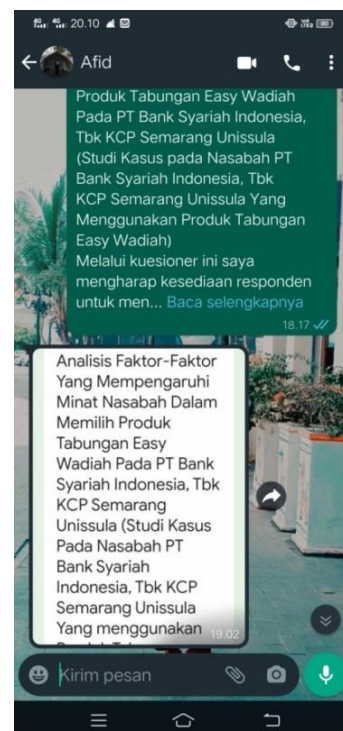 20.10
Afid
Produk Tabungan Easy Wadiah
Pada PT Bank Syariah Indonesia,
Tbk KCP Semarang Unissula
(Studi Kasus pada Nasabah PT
Bank Syariah Indonesia, Tbk
KCP Semarang Unissula Yang
Menggunakan Produk Tabungan
Easy Wadiah)
Melalui kuesioner ini saya
mengharap kesediaan responden
untuk men... Baca selengkapnya
18.17
Analisis Faktor-Faktor
Yang Mempengaruhi
Minat Nasabah Dalam
Memilih Produk
Tabungan Easy
Wadiah Pada PT Bank
Syariah Indonesia, Tbk
KCP Semarang
Unissula (Studi Kasus
Pada Nasabah PT
Bank Syariah
Indonesia, Tbk KCP
Semarang Unissula
Yang menggunakan
19.02
Kirim pesan